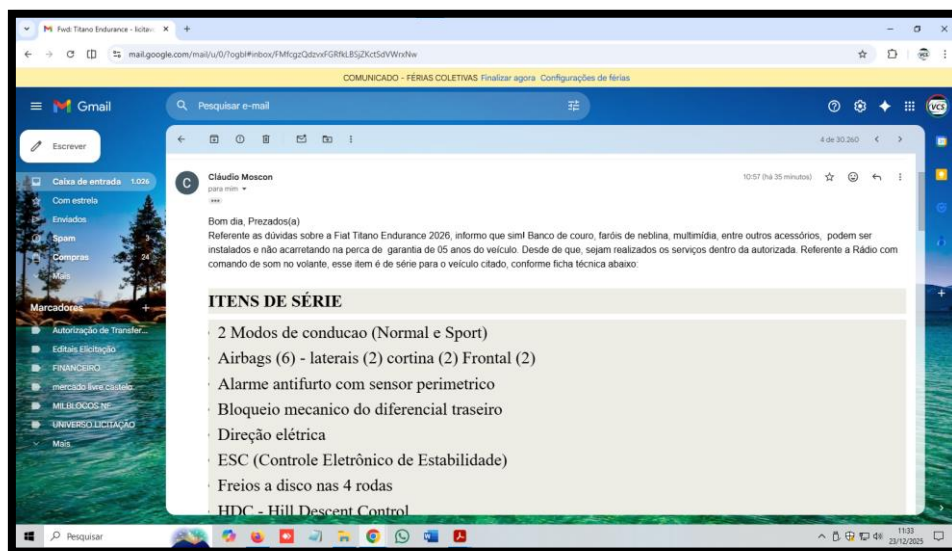 Fwd: Titano Endurance - licita
mail.google.com/mail/u/0/?ogbl#inbox/FMfcgzQdzvxFGRfkLBSjZKctSdVWrxNw
COMUNICADO - FÉRIAS COLETIVAS Finalizar agora Configurações de férias
Gmail
Pesquisar e-mail
VCS
Escrever
4 de 30.260
Caixa de entrada 1.026
Com estrela
Enviados
Spam 3
Compras 24
Mais
Marcadores
Autorização de Transfer...
Editais Elicitação
FINANCEIRO
mercado livre castelo
MILBLOCOS NF
UNIVERSO LICITAÇÃO
Mais
C
Cláudio Moscon
10:57 (há 35 minutos)
para mim
Bom dia, Prezados(a)
Referente as dúvidas sobre a Fiat Titano Endurance 2026, informo que sim! Banco de couro, faróis de neblina, multimídia, entre outros acessórios, podem ser
instalados e não acarretando na perca de garantia de 05 anos do veículo. Desde de que, sejam realizados os serviços dentro da autorizada. Referente a Rádio com
comando de som no volante, esse item é de série para o veículo citado, conforme ficha técnica abaixo:
ITENS DE SÉRIE
2 Modos de conducao (Normal e Sport)
Airbags (6) - laterais (2) cortina (2) Frontal (2)
Alarme antifurto com sensor perimetrico
Bloqueio mecanico do diferencial traseiro
Direção elétrica
ESC (Controle Eletrônico de Estabilidade)
Freios a disco nas 4 rodas
HDC - Hill Descent Control
Pesquisar
11:33
23/12/2025